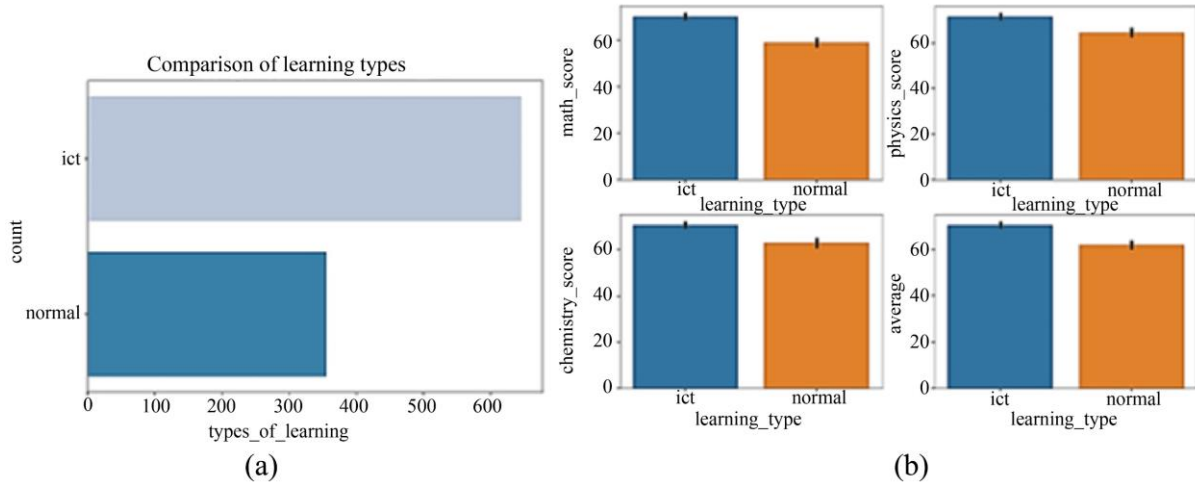 Comparison of learning types
count
ict
normal
0 100 200 300 400 500 600
types_of_learning
(a)
math_score
60
40
20
0
ict normal
learning_type
physics_score
60
40
20
0
ict normal
learning_type
chemistry_score
60
40
20
0
ict normal
learning_type
average
60
40
20
0
ict normal
learning_type
(b)